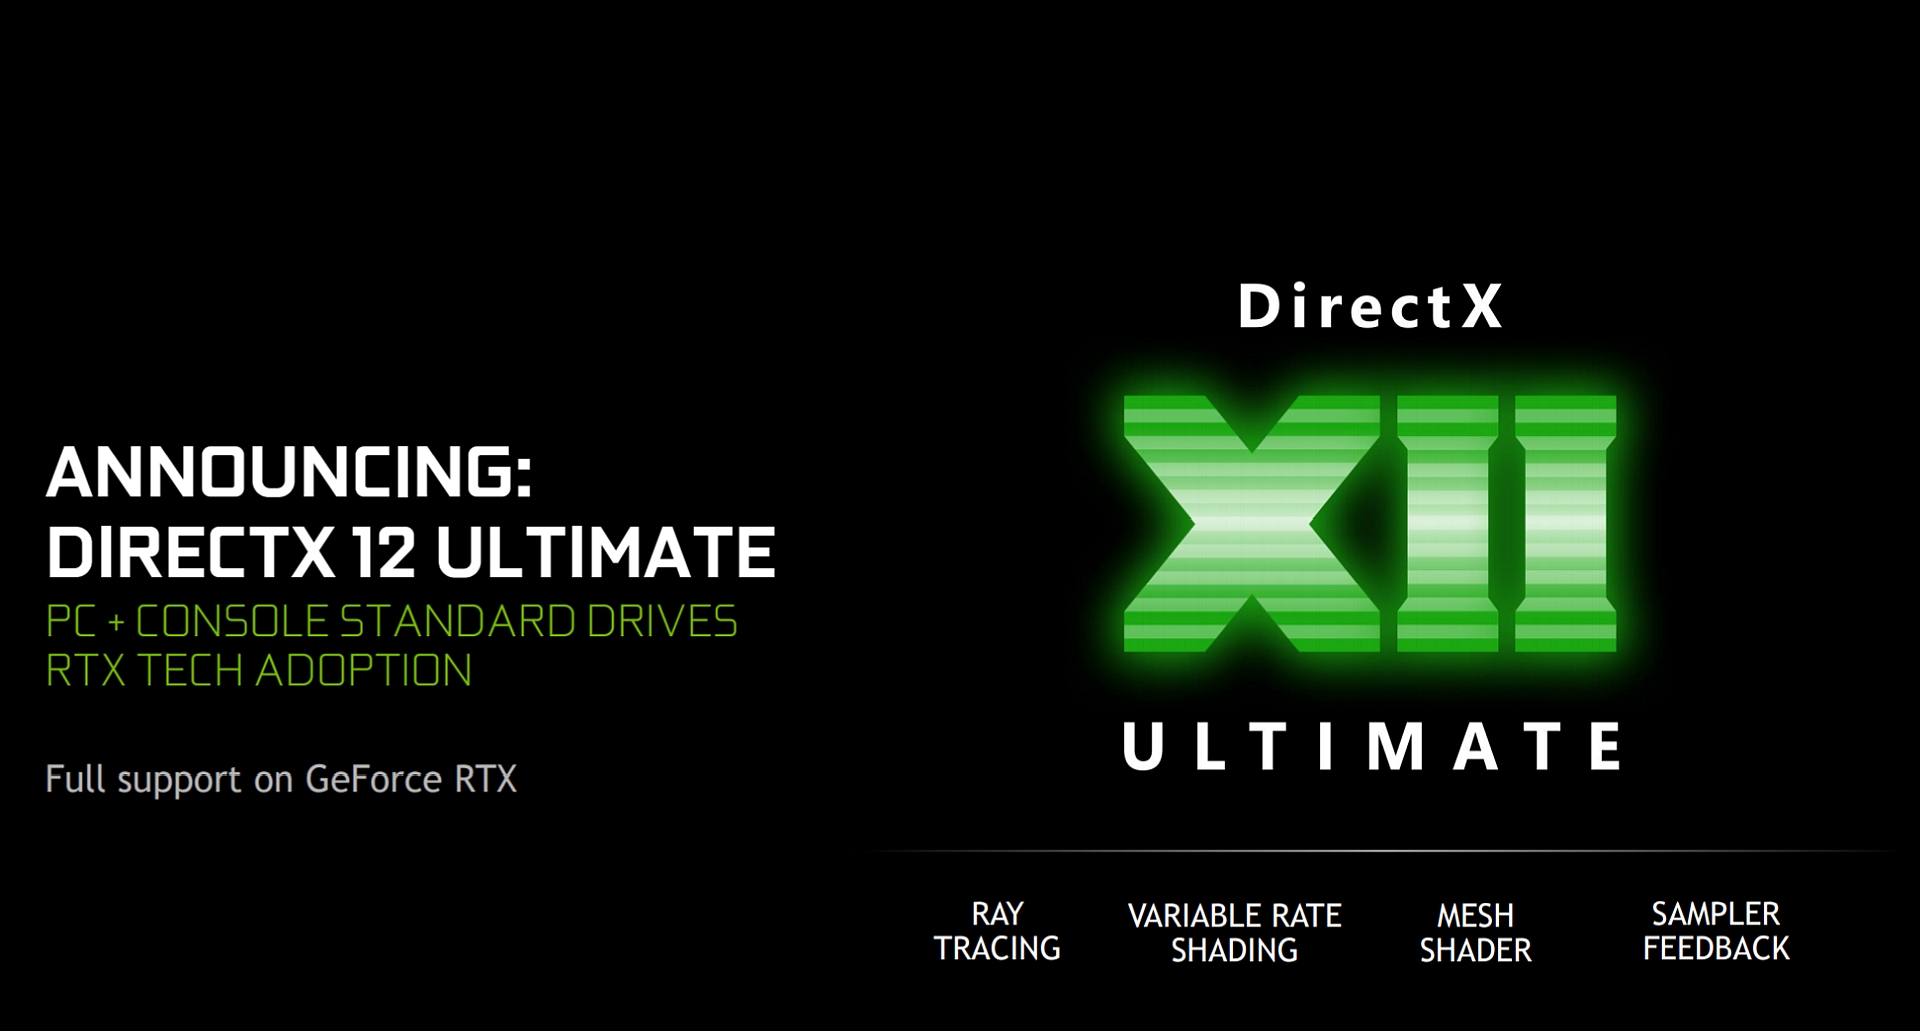 ANNOUNCING:
DIRECTX 12 ULTIMATE
PC + CONSOLE STANDARD DRIVES
RTX TECH ADOPTION
Full support on GeForce RTX
DirectX
XII
ULTIMATE
RAY
TRACING
VARIABLE RATE
SHADING
MESH
SHADER
SAMPLER
FEEDBACK